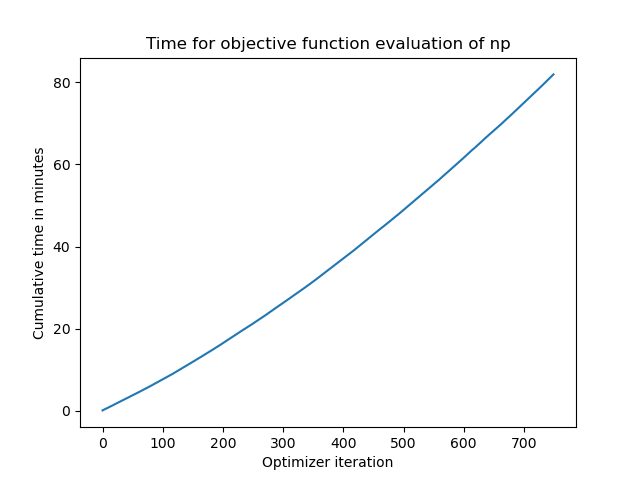 Time for objective function evaluation of np
80
60
40
20
0
Cumulative time in minutes
0 100 200 300 400 500 600 700
Optimizer iteration